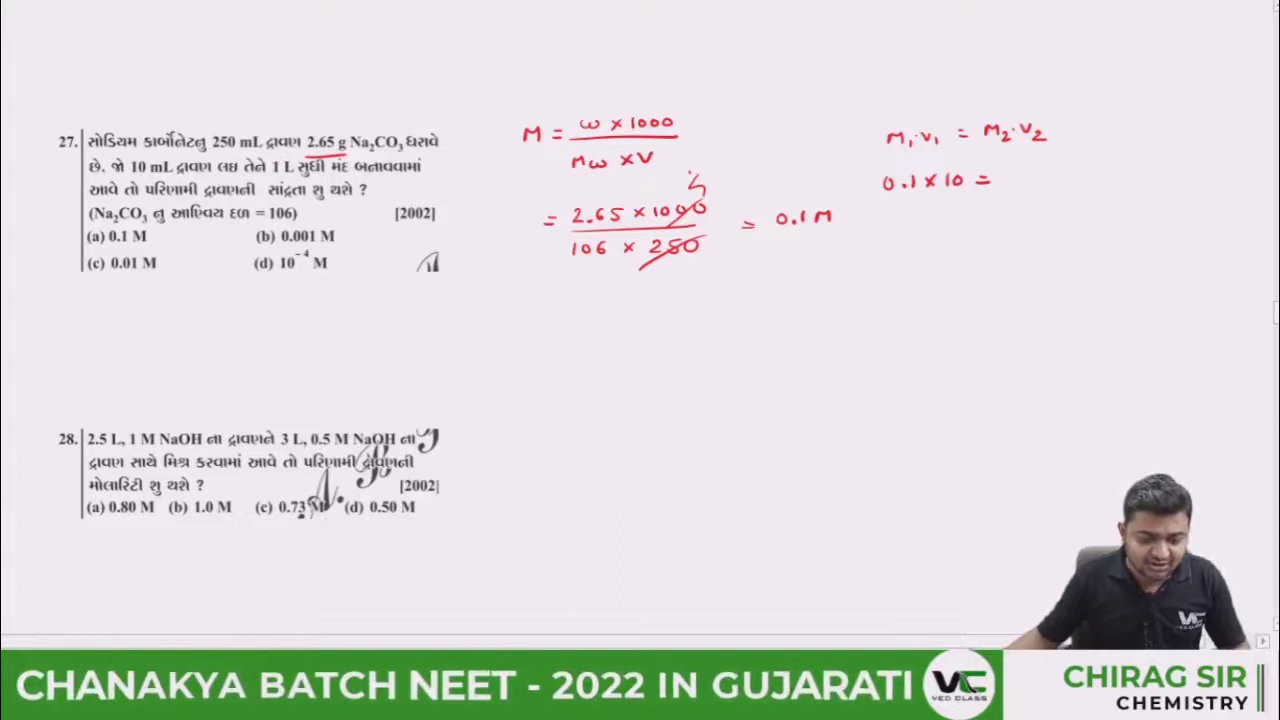 27. સોડિયમ કાર્બોનેટનુ 250 mL દ્રાવણ 2.65 g Na₂CO₃ ધરાવે
છે. જો 10 mL દ્રાવણ લઇ તેને 1 L સુધી મંદ બનાવવામાં
આવે તો પરિણામી દ્રાવણની સાંદ્રતા શુ થશે ?
(Na₂CO₃ નુ આણ્વિય દળ = 106) [2002]
(a) 0.1 M (b) 0.001 M
(c) 0.01 M (d) 10⁻⁴ M
M = ω × 1000
Mω × V
= 2.65 × 1000
106 × 250
= 0.1 M
M₁·V₁ = M₂·V₂
0.1 × 10 =
28. 2.5 L, 1 M NaOH ના દ્રાવણને 3 L, 0.5 M NaOH ના
દ્રાવણ સાથે મિશ્ર કરવામાં આવે તો પરિણામી દ્રાવણની
મોલારિટી શુ થશે ? [2002]
(a) 0.80 M (b) 1.0 M (c) 0.73 M (d) 0.50 M
CHANAKYA BATCH NEET - 2022 IN GUJARATI
VC
VED CLASS
CHIRAG SIR
CHEMISTRY